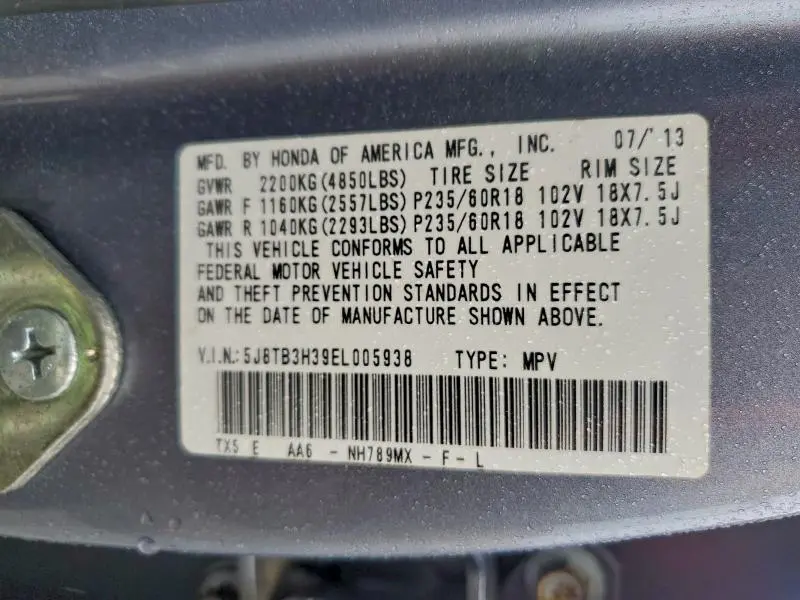 MFD. BY HONDA OF AMERICA MFG., INC. 07/'13
GVWR 2200KG(4850LBS) TIRE SIZE RIM SIZE
GAWR F 1160KG(2557LBS) P235/60R18 102V 18X7.5J
GAWR R 1040KG(2293LBS) P235/60R18 102V 18X7.5J
THIS VEHICLE CONFORMS TO ALL APPLICABLE
FEDERAL MOTOR VEHICLE SAFETY
AND THEFT PREVENTION STANDARDS IN EFFECT
ON THE DATE OF MANUFACTURE SHOWN ABOVE.
V.I.N.: 5J8TB3H39EL005938 TYPE: MPV
TX5 E AA6 - NH789MX - F - L